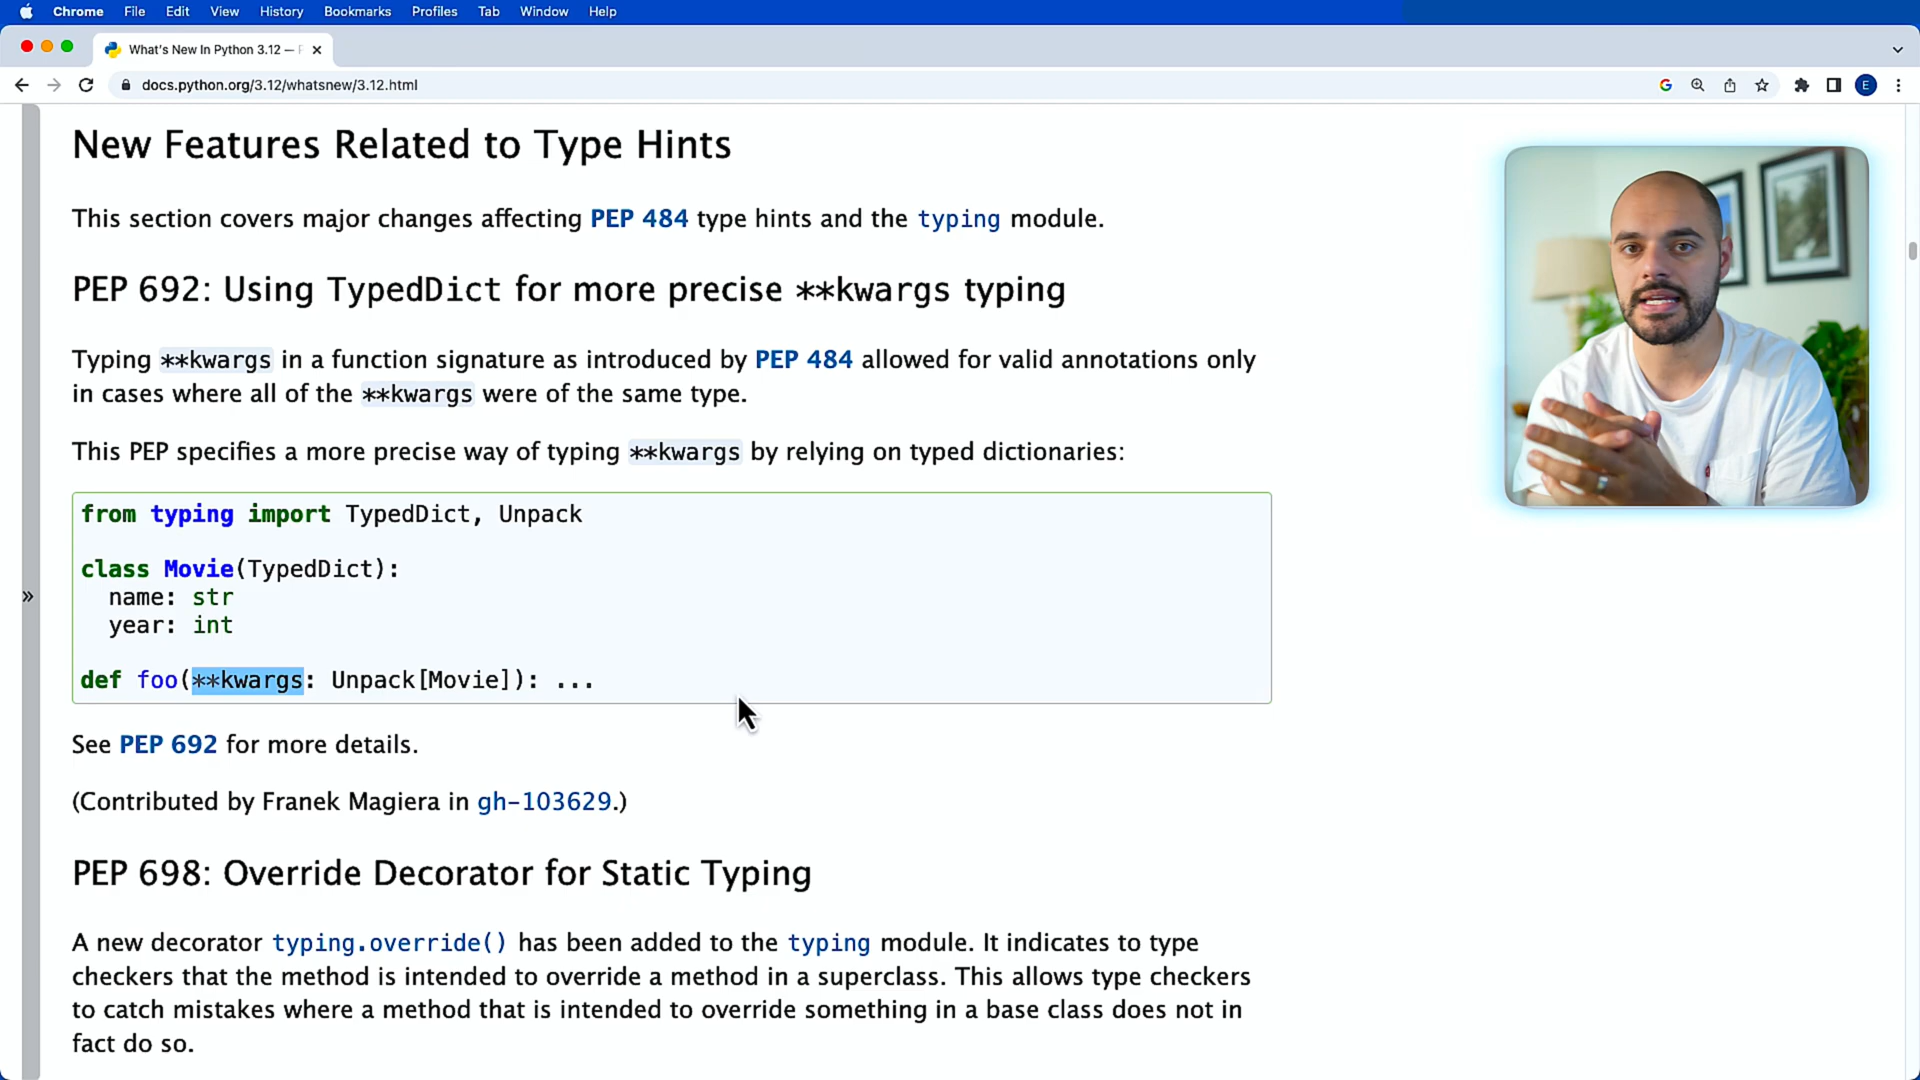 Chrome File Edit View History Bookmarks Profiles Tab Window Help
What's New In Python 3.12 —
docs.python.org/3.12/whatsnew/3.12.html
E
New Features Related to Type Hints
This section covers major changes affecting PEP 484 type hints and the typing module.
PEP 692: Using TypedDict for more precise **kwargs typing
Typing **kwargs in a function signature as introduced by PEP 484 allowed for valid annotations only
in cases where all of the **kwargs were of the same type.
This PEP specifies a more precise way of typing **kwargs by relying on typed dictionaries:
from typing import TypedDict, Unpack
class Movie(TypedDict):
  name: str
  year: int
»
def foo(**kwargs: Unpack[Movie]): ...
See PEP 692 for more details.
(Contributed by Franek Magiera in gh-103629.)
PEP 698: Override Decorator for Static Typing
A new decorator typing.override() has been added to the typing module. It indicates to type
checkers that the method is intended to override a method in a superclass. This allows type checkers
to catch mistakes where a method that is intended to override something in a base class does not in
fact do so.